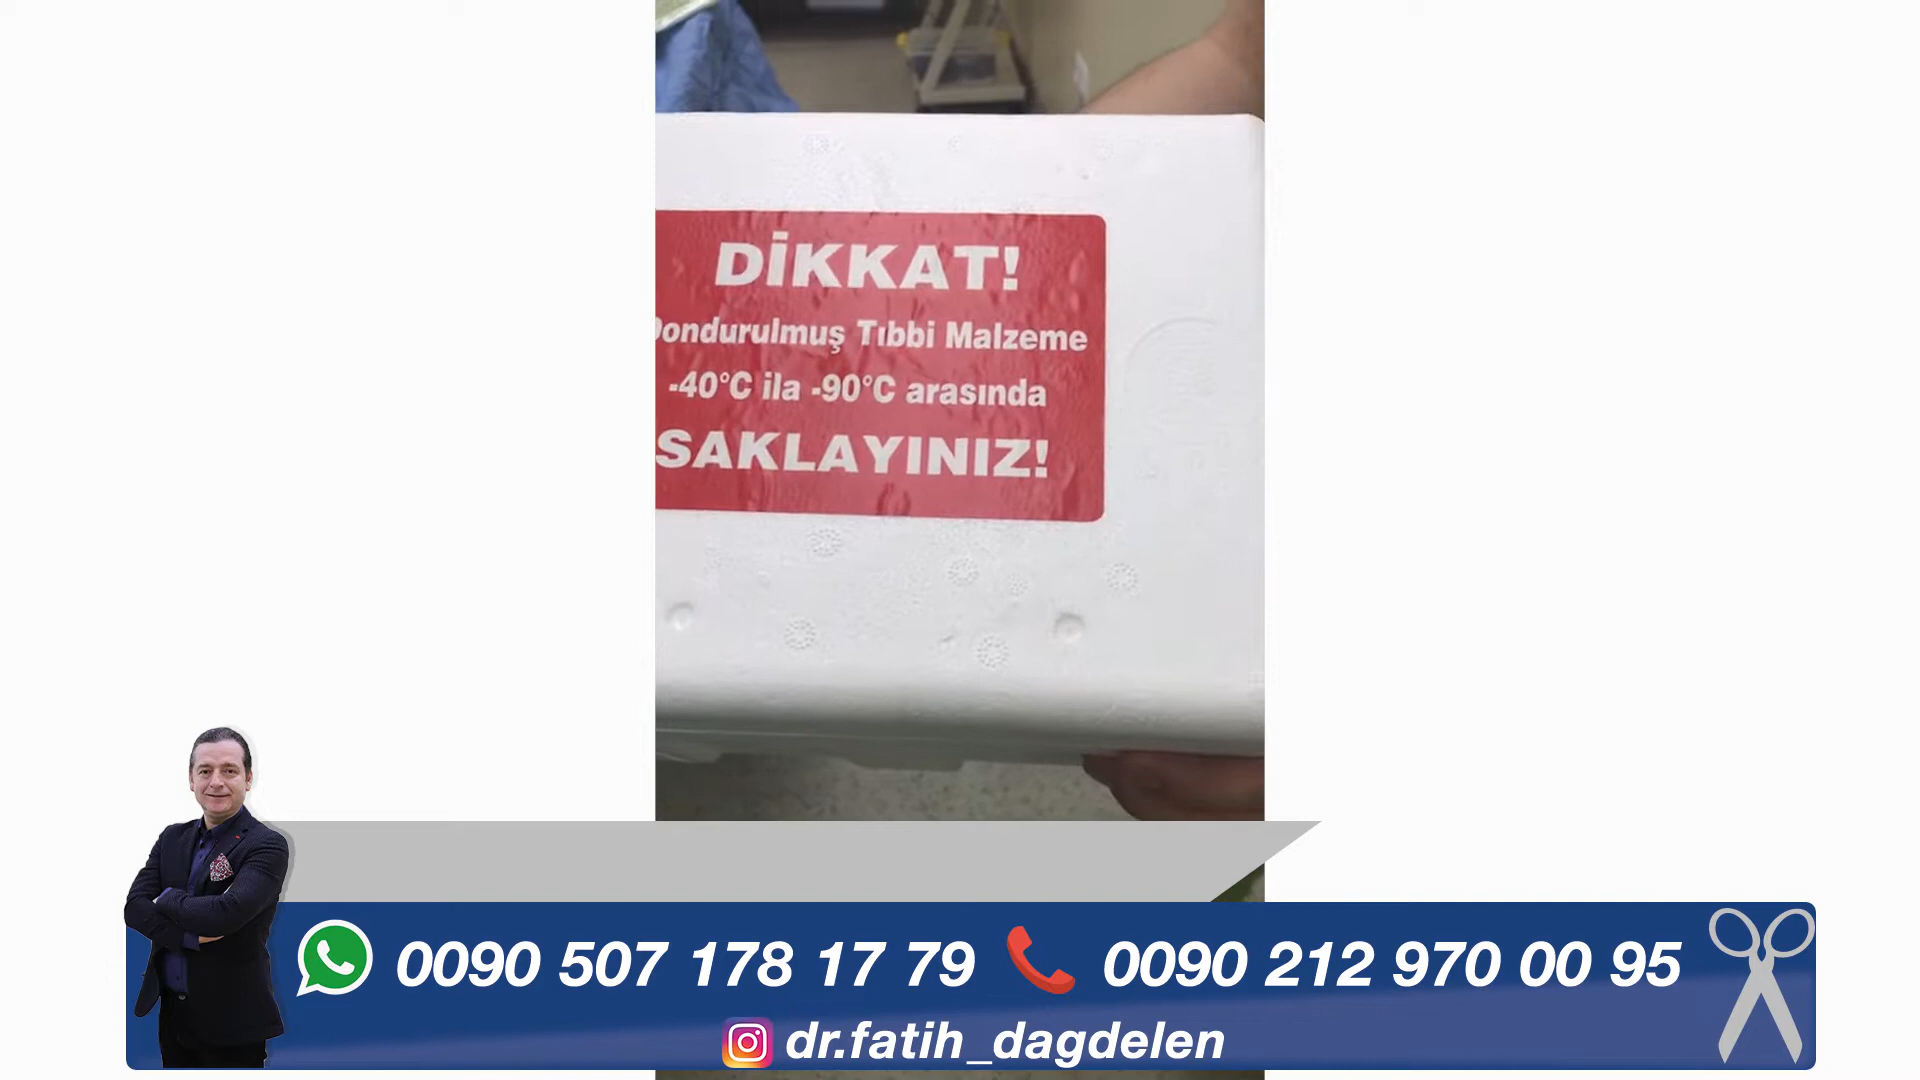 DİKKAT!
Dondurulmuş Tıbbi Malzeme
-40°C ila -90°C arasında
SAKLAYINIZ!
0090 507 178 17 79
0090 212 970 00 95
dr.fatih_dagdelen